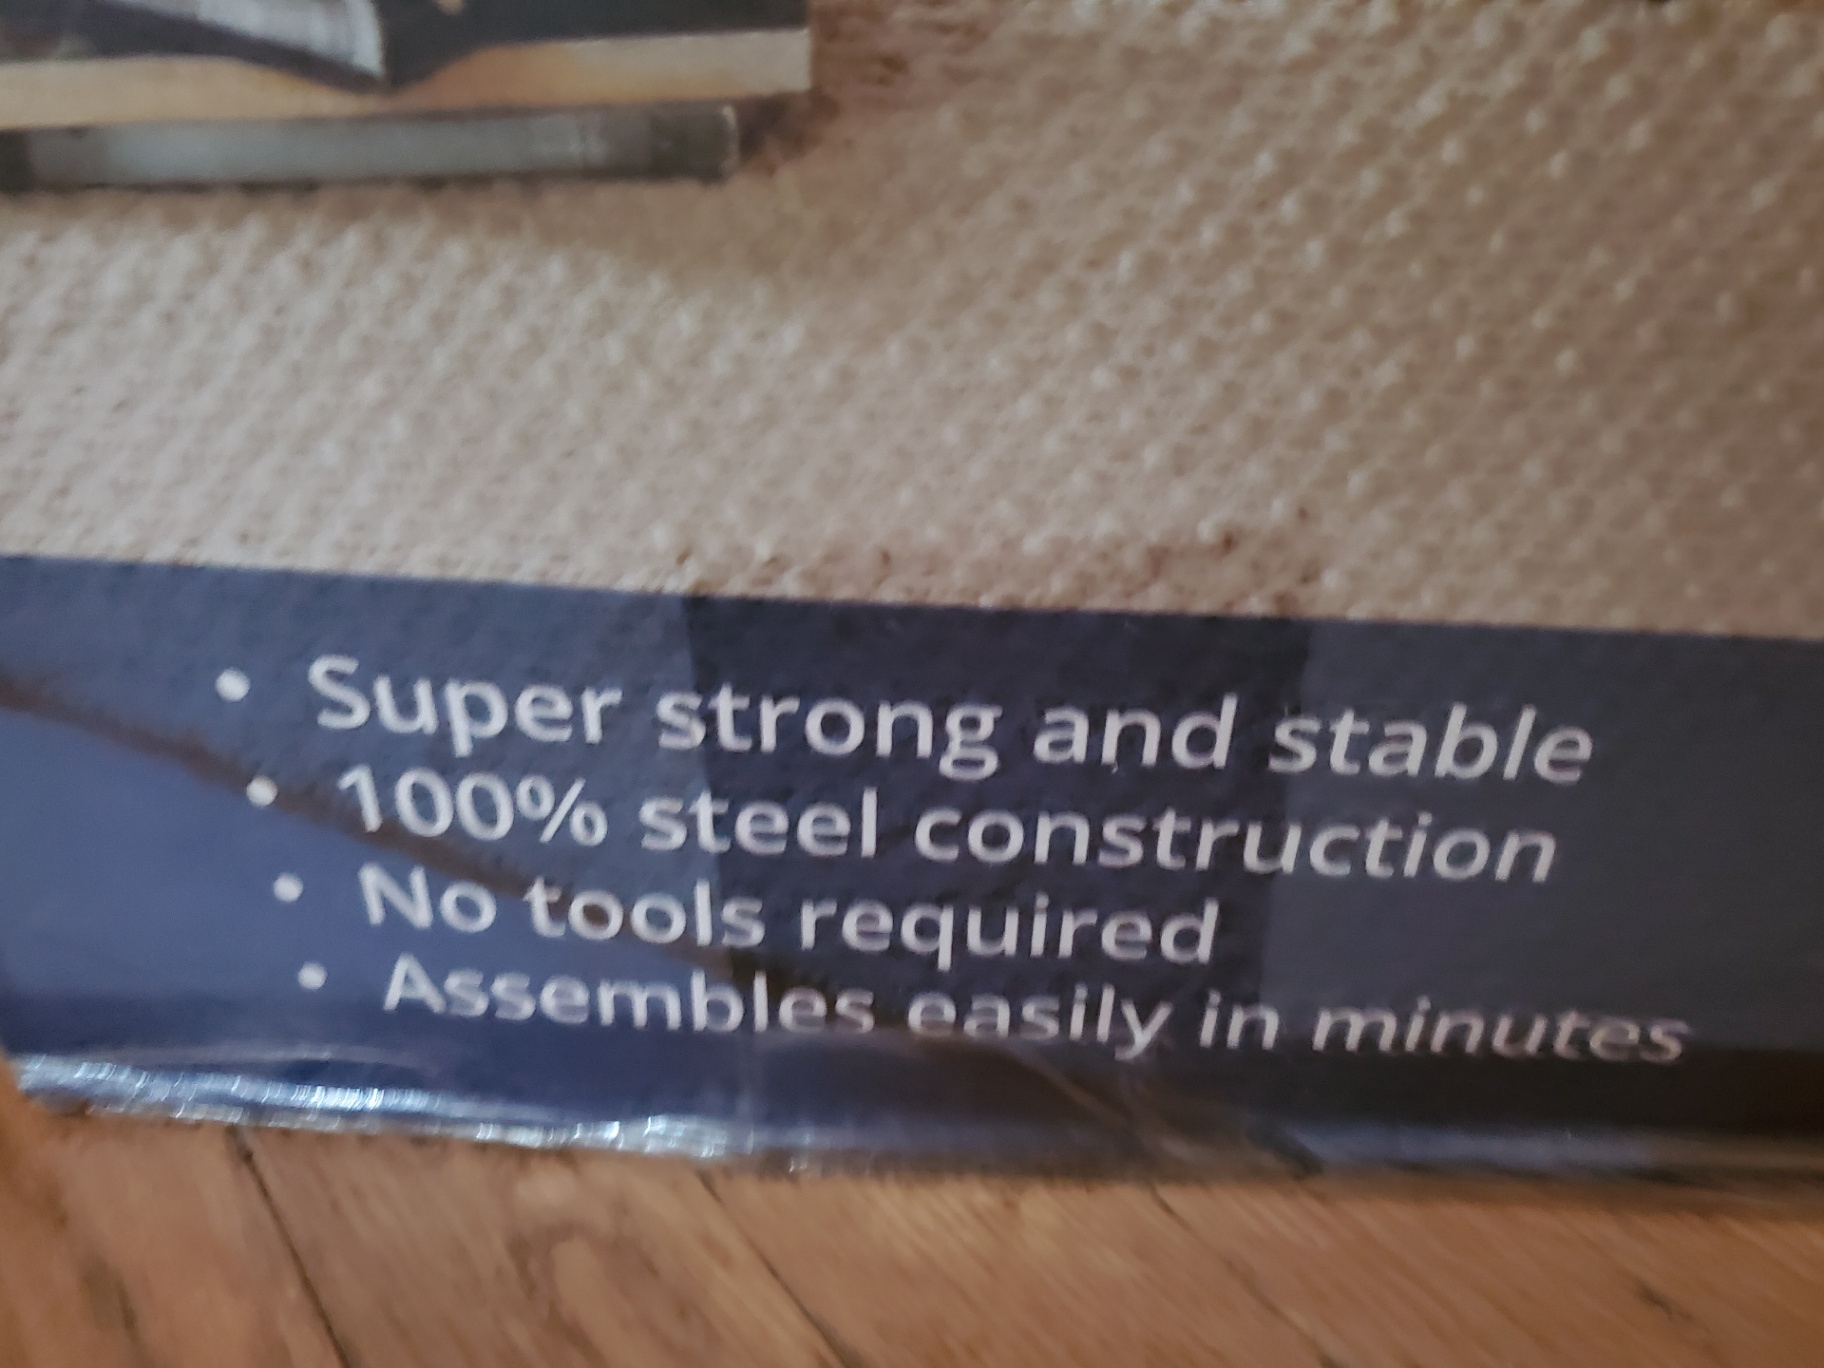 • Super strong and stable
• 100% steel construction
• No tools required
• Assembles easily in minutes